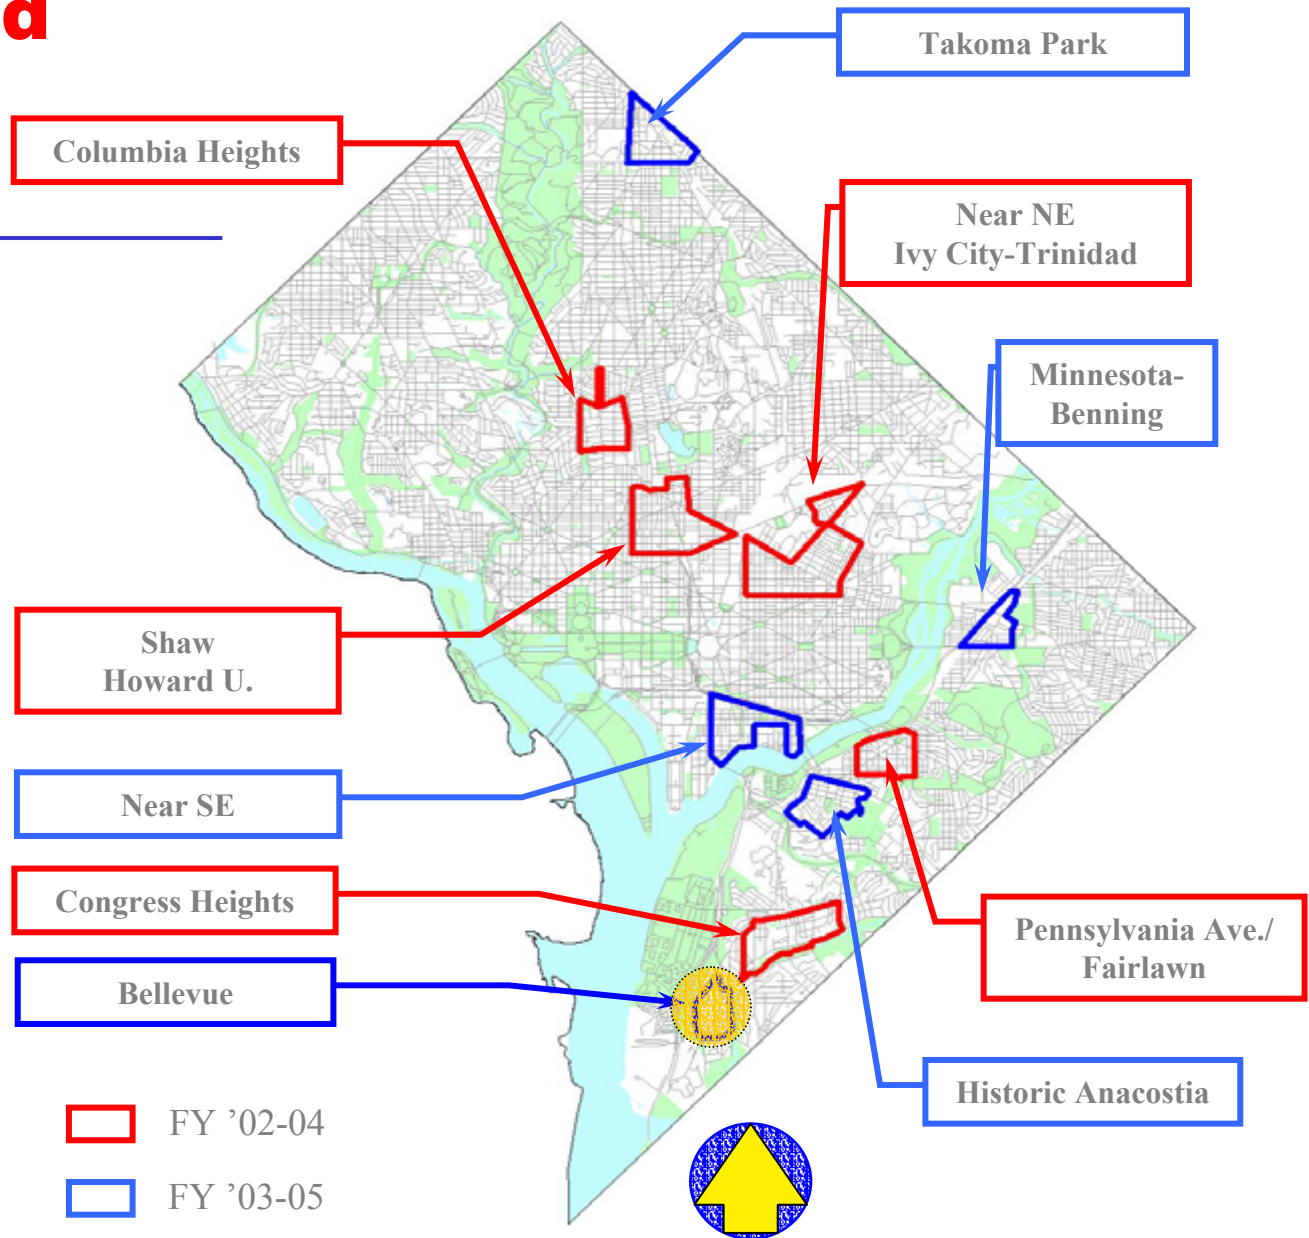 d
Takoma Park
Columbia Heights
Near NE
Ivy City-Trinidad
Minnesota-
Benning
Shaw
Howard U.
Near SE
Congress Heights
Bellevue
Pennsylvania Ave./
Fairlawn
Historic Anacostia
FY ’02-04
FY ’03-05